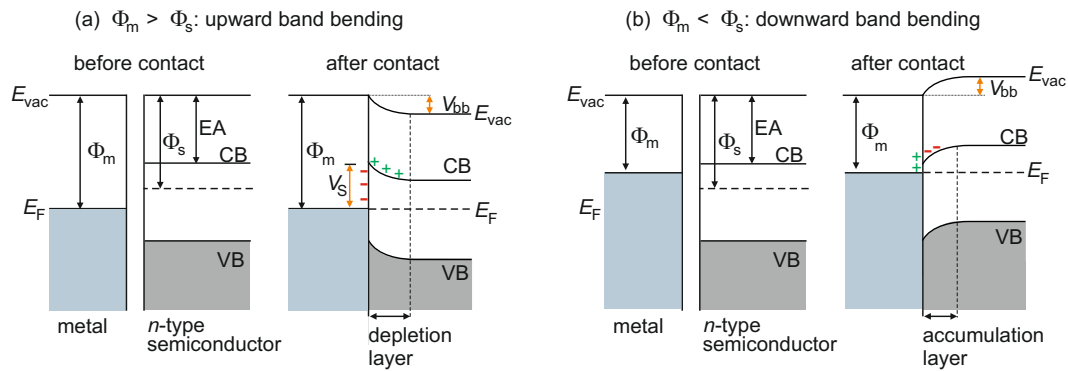 (a) Φm > Φs: upward band bending
before contact
after contact
Evac
Φm
EF
EA
Φs
CB
VB
metal
n-type
semiconductor
Vbb
Evac
Φm
VS
+ + +
- - -
CB
EF
VB
depletion
layer
(b) Φm < Φs: downward band bending
before contact
after contact
Evac
Φm
EF
EA
Φs
CB
VB
metal
n-type
semiconductor
Evac
Vbb
Φm
+ +
- -
CB
EF
VB
accumulation
layer